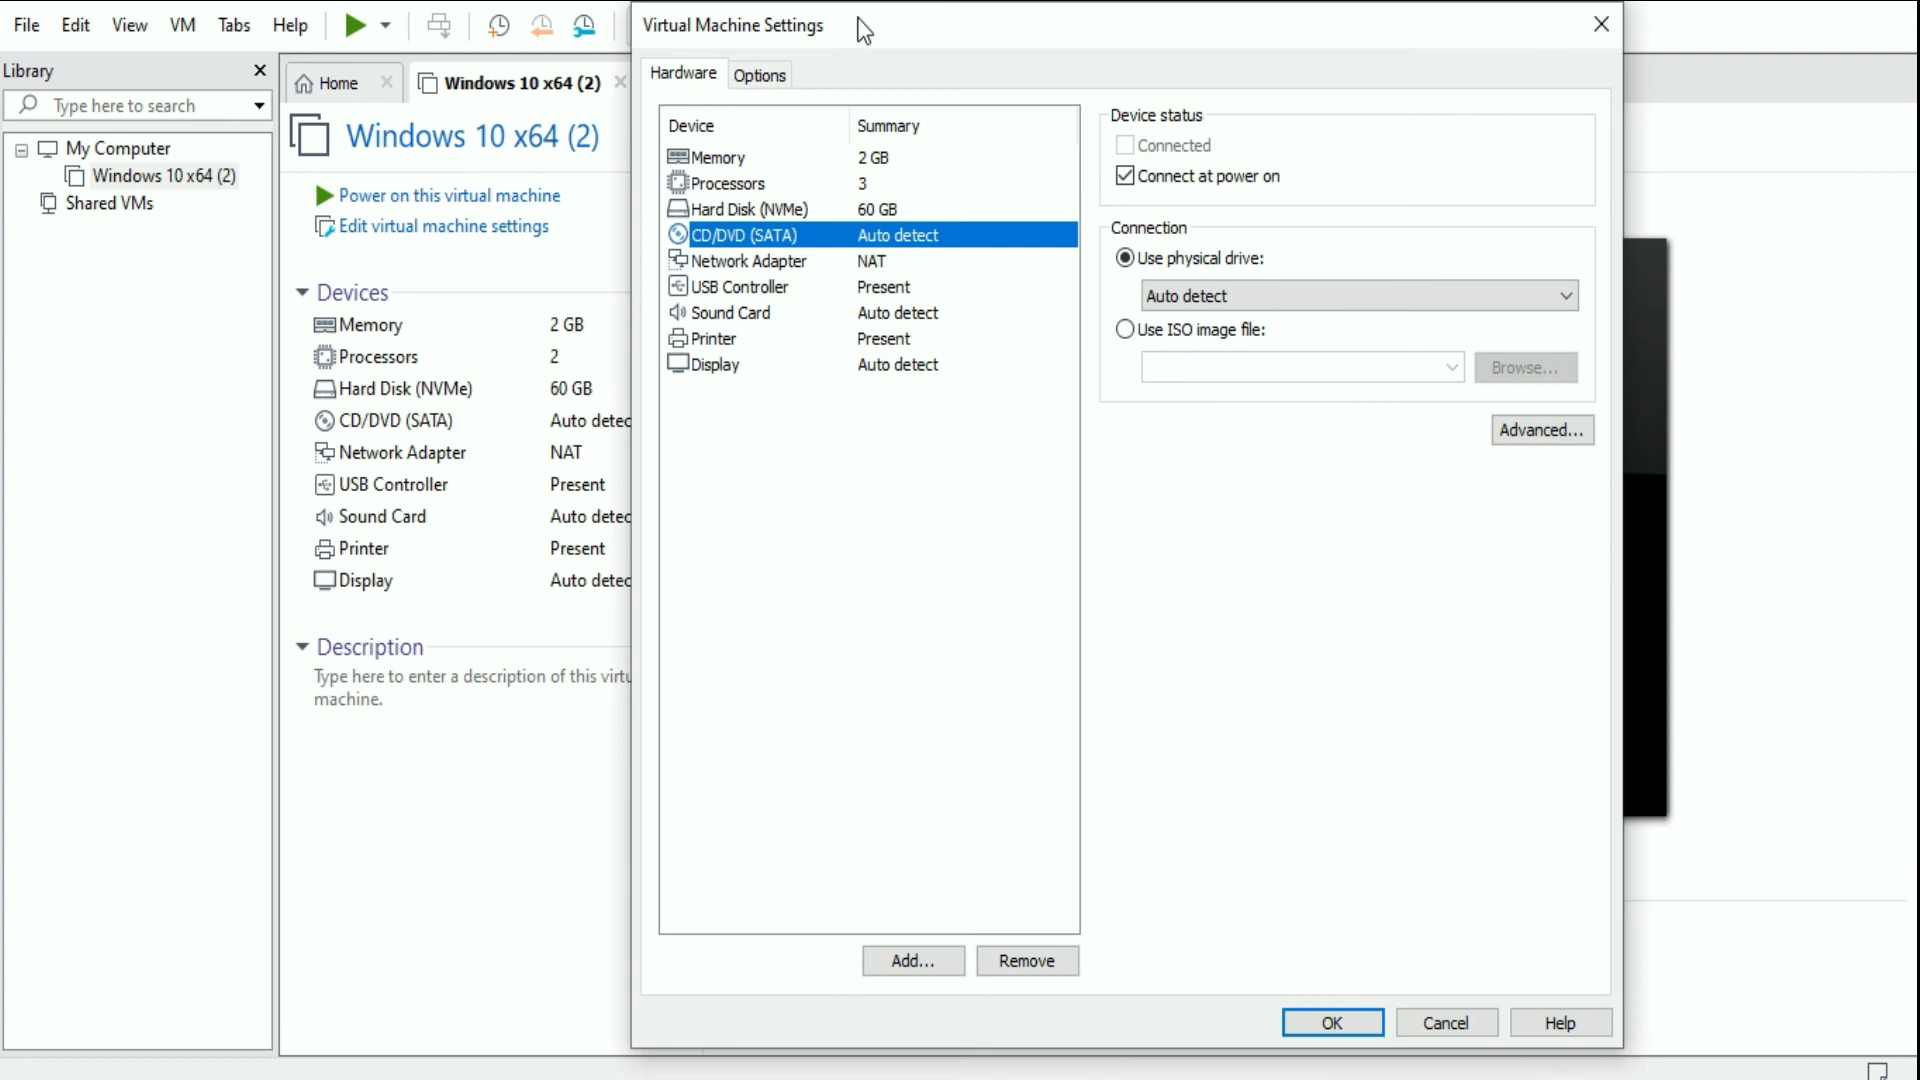 File Edit View VM Tabs Help
Library
Type here to search
My Computer
Windows 10 x64 (2)
Shared VMs
Home
Windows 10 x64 (2)
Windows 10 x64 (2)
Power on this virtual machine
Edit virtual machine settings
Devices
Memory 2 GB
Processors 2
Hard Disk (NVMe) 60 GB
CD/DVD (SATA) Auto detec
Network Adapter NAT
USB Controller Present
Sound Card Auto detec
Printer Present
Display Auto detec
Description
Type here to enter a description of this virtu
machine.
Virtual Machine Settings
Hardware Options
Device Summary
Memory 2 GB
Processors 3
Hard Disk (NVMe) 60 GB
CD/DVD (SATA) Auto detect
Network Adapter NAT
USB Controller Present
Sound Card Auto detect
Printer Present
Display Auto detect
Add... Remove
Device status
Connected
Connect at power on
Connection
Use physical drive:
Auto detect
Use ISO image file:
Browse...
Advanced...
OK Cancel Help